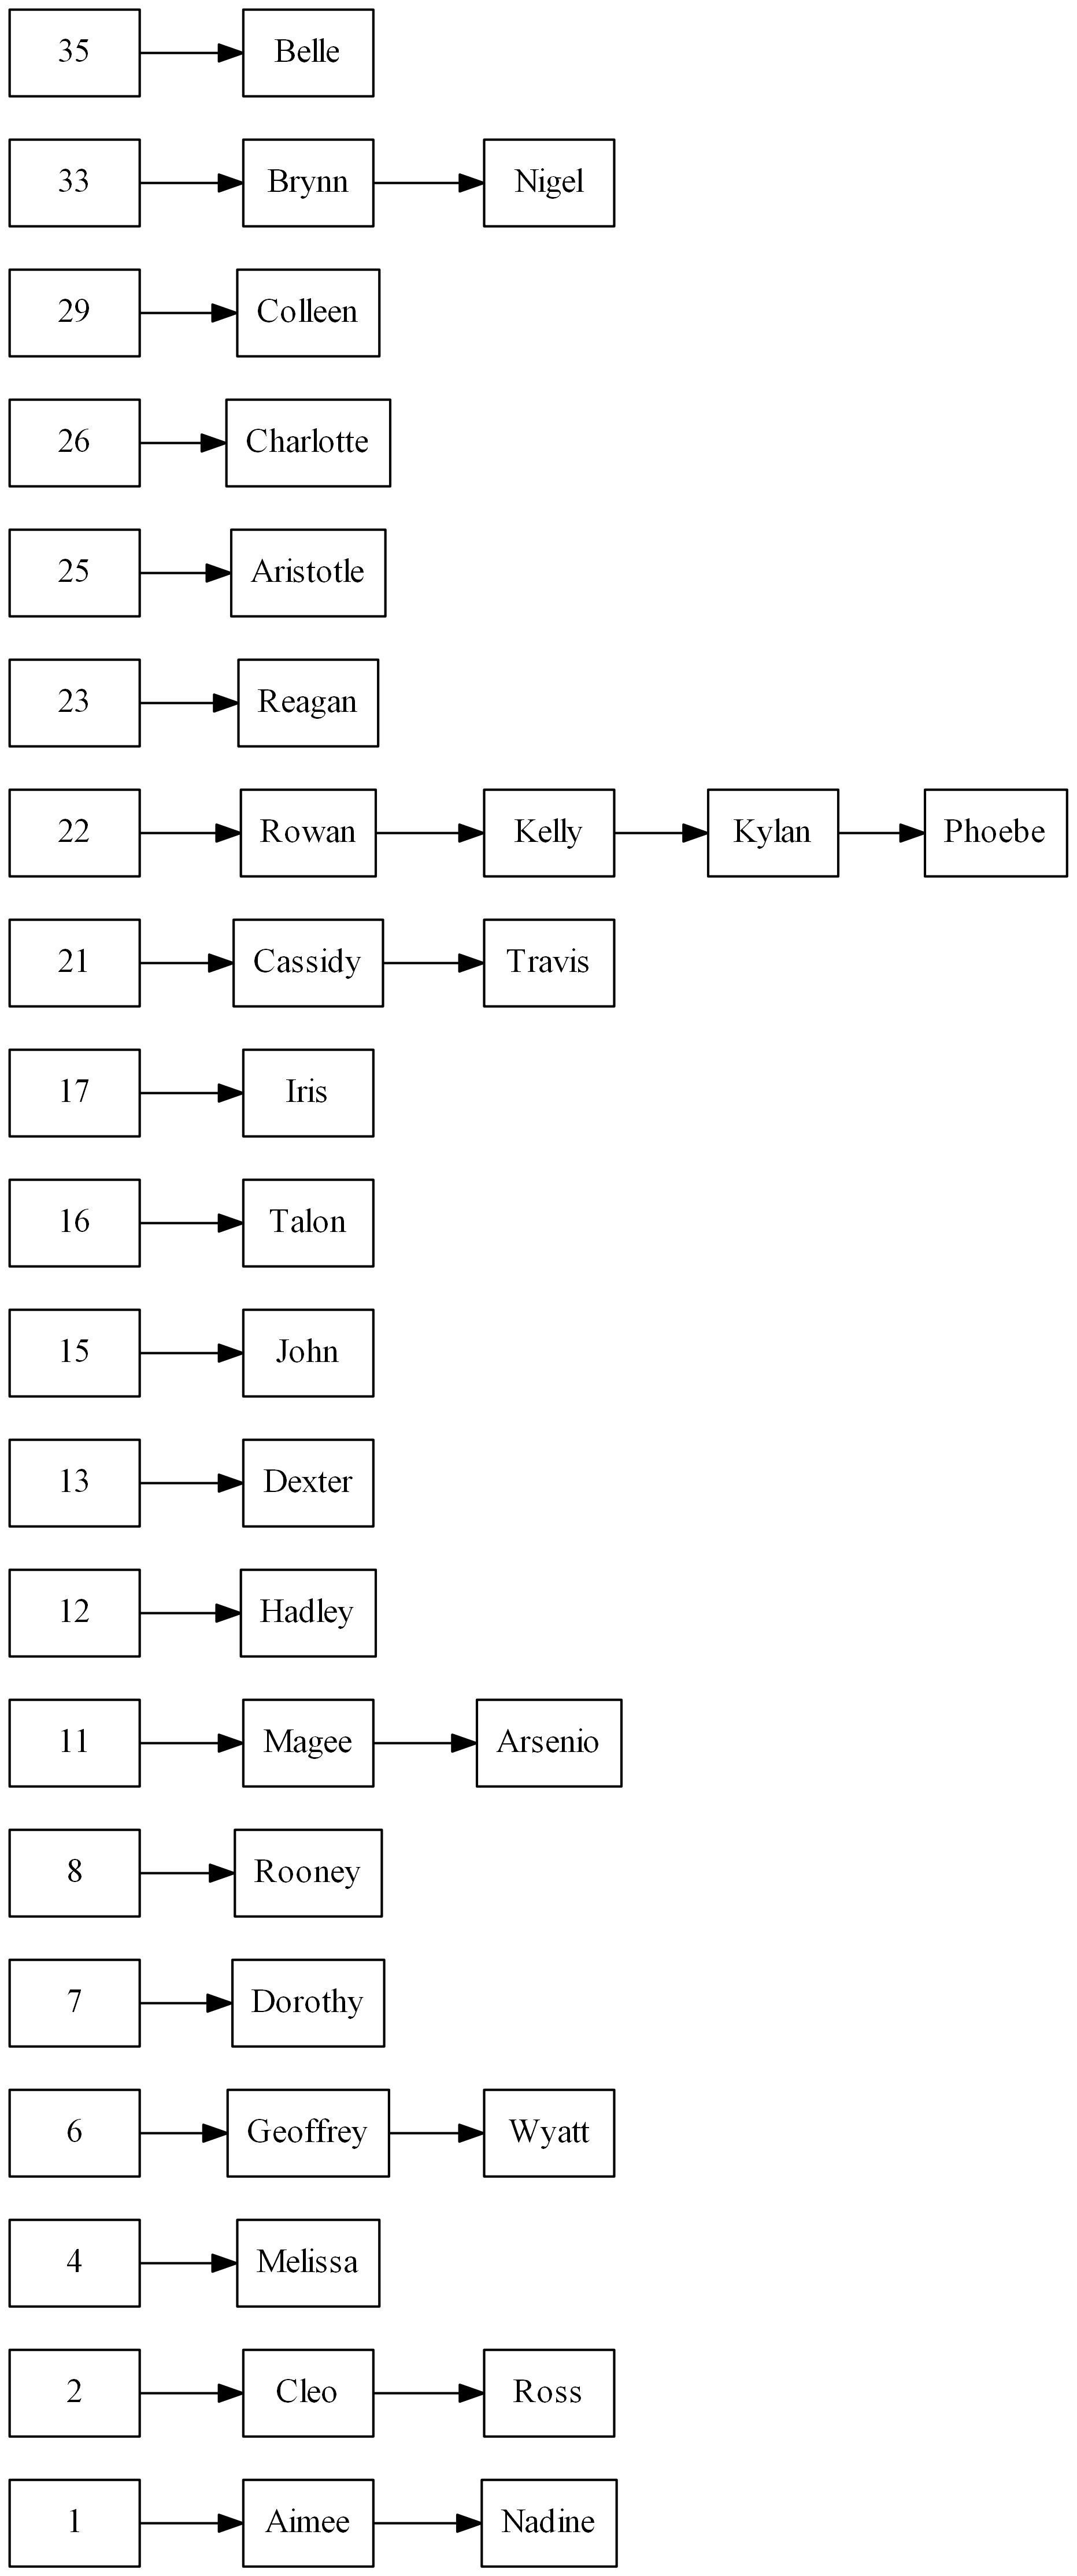 35 Belle
33 Brynn Nigel
29 Colleen
26 Charlotte
25 Aristotle
23 Reagan
22 Rowan Kelly Kylan Phoebe
21 Cassidy Travis
17 Iris
16 Talon
15 John
13 Dexter
12 Hadley
11 Magee Arsenio
8 Rooney
7 Dorothy
6 Geoffrey Wyatt
4 Melissa
2 Cleo Ross
1 Aimee Nadine